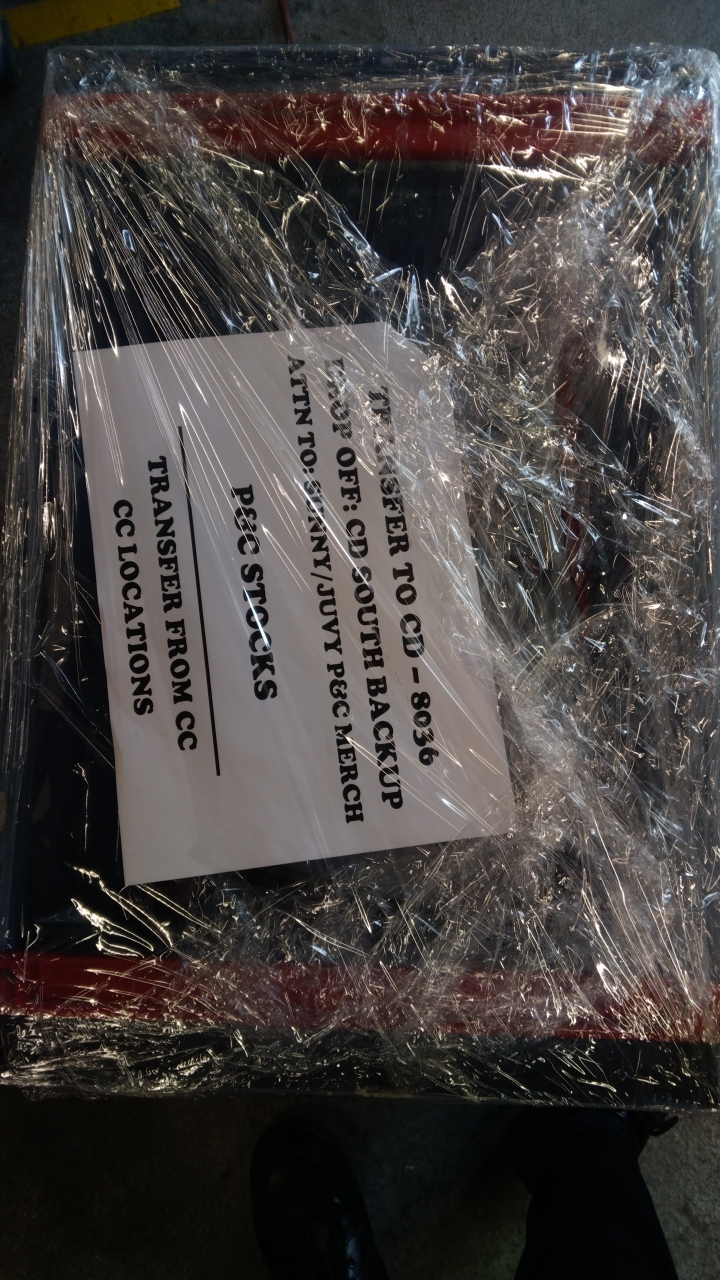 TRANSFER TO CD – 8036
DROP OFF: CD SOUTH BACKUP
ATTN TO: SUNNY/JUVY P&C MERCH
P&C STOCKS
TRANSFER FROM CC
CC LOCATIONS